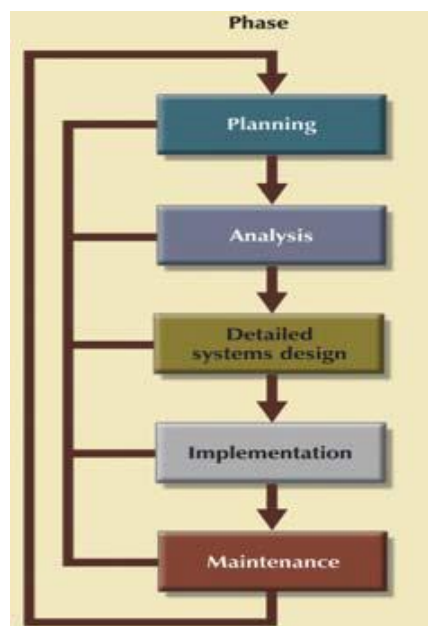 Phase
Planning
Analysis
Detailed
systems design
Implementation
Maintenance